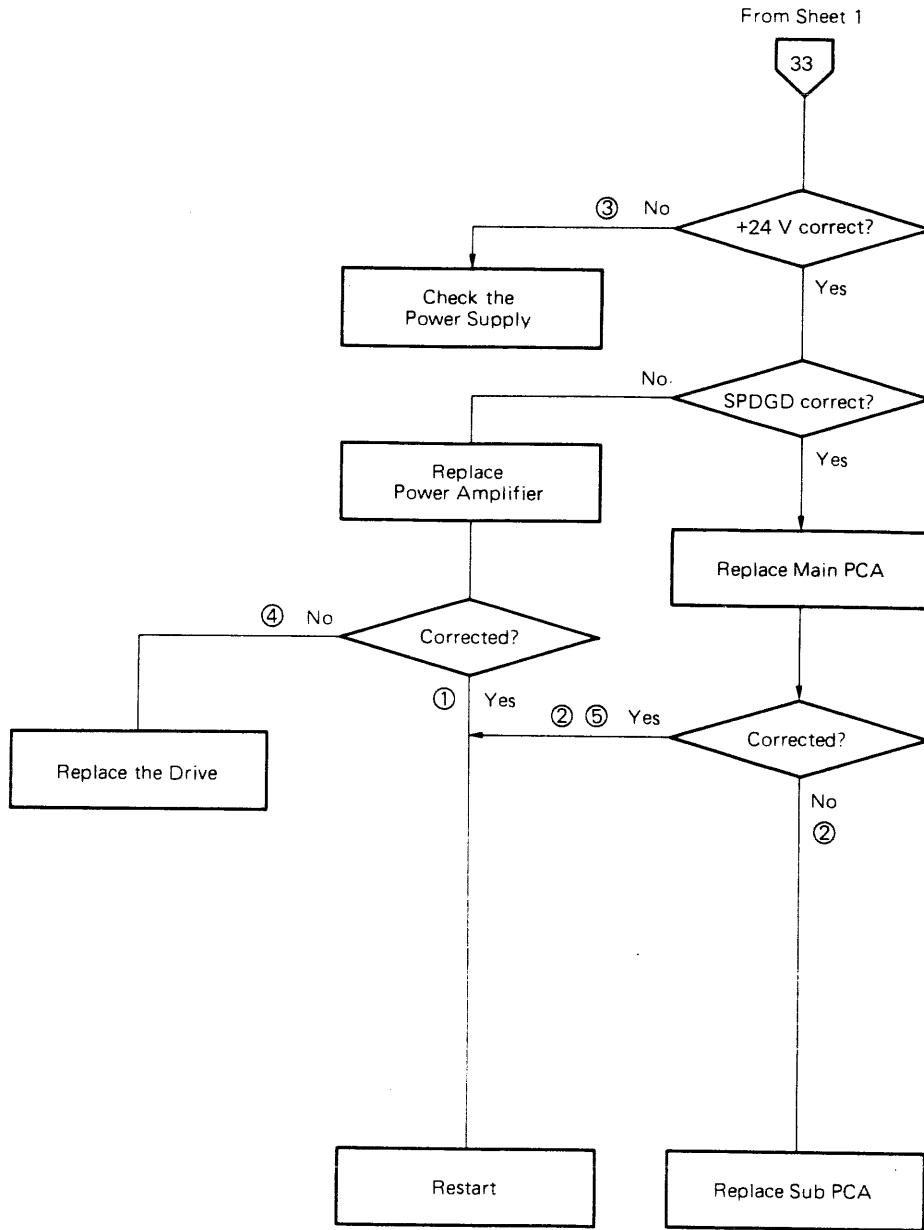 From Sheet 1
33
③ No
+24 V correct?
Yes
Check the
Power Supply
No
SPDGD correct?
Yes
Replace
Power Amplifier
Replace Main PCA
④ No
Corrected?
① Yes
② ⑤ Yes
Corrected?
No
②
Replace the Drive
Restart
Replace Sub PCA